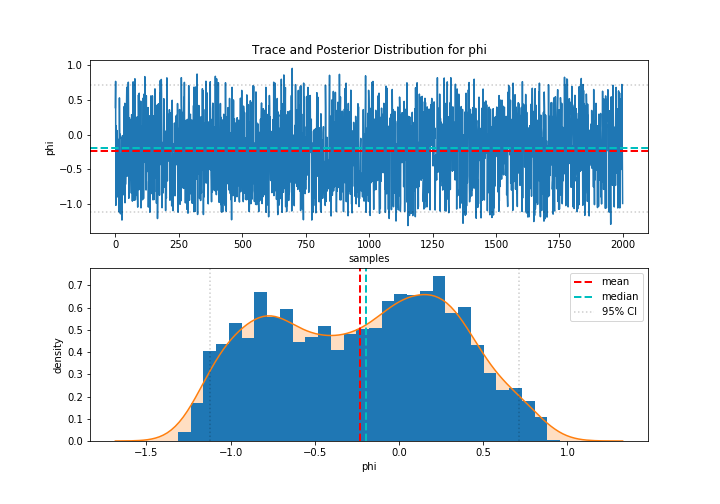 Trace and Posterior Distribution for phi
1.0
0.5
0.0
−0.5
−1.0
phi
0 250 500 750 1000 1250 1500 1750 2000
samples
0.7
0.6
0.5
0.4
0.3
0.2
0.1
0.0
density
mean
median
95% CI
−1.5 −1.0 −0.5 0.0 0.5 1.0
phi